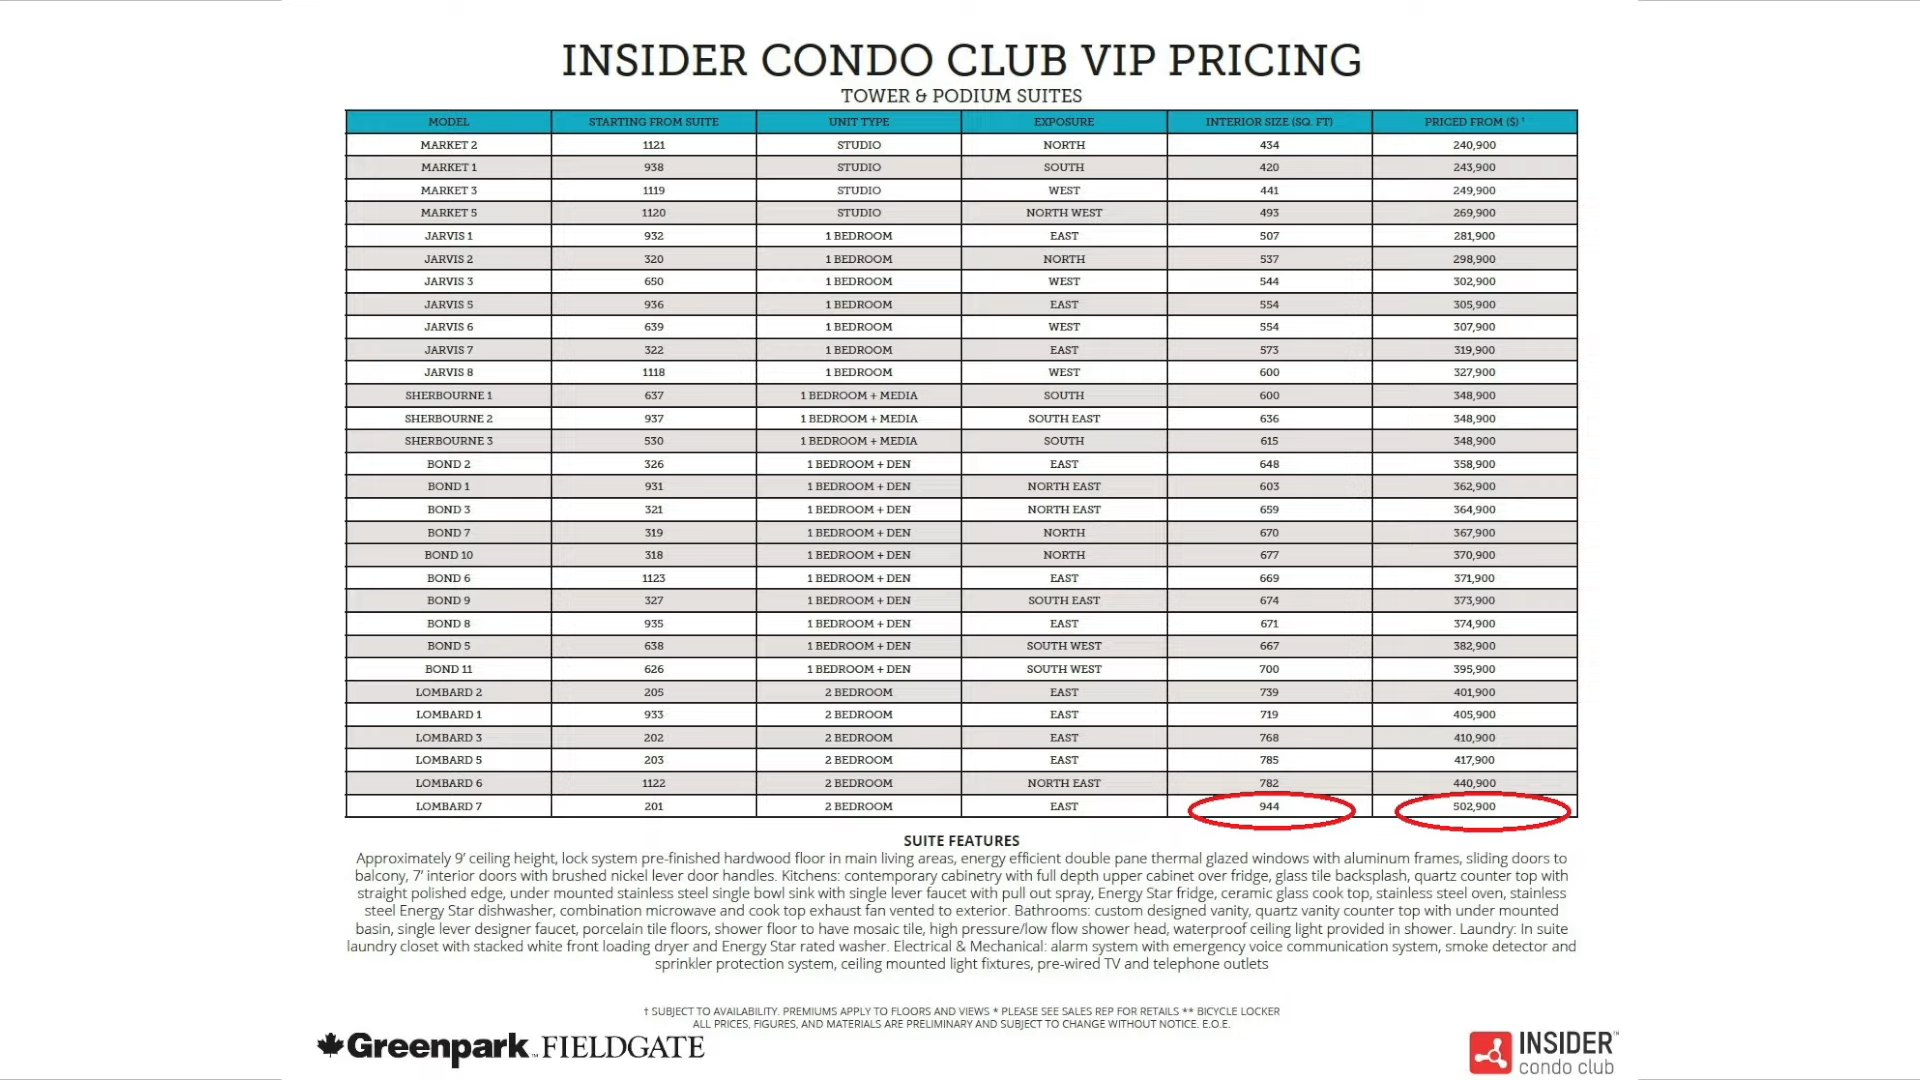 INSIDER CONDO CLUB VIP PRICING
TOWER & PODIUM SUITES
MODEL STARTING FROM SUITE UNIT TYPE EXPOSURE INTERIOR SIZE (SQ. FT) PRICED FROM ($) †
MARKET 2 1121 STUDIO NORTH 434 240,900
MARKET 1 938 STUDIO SOUTH 420 243,900
MARKET 3 1119 STUDIO WEST 441 249,900
MARKET 5 1120 STUDIO NORTH WEST 493 269,900
JARVIS 1 932 1 BEDROOM EAST 507 281,900
JARVIS 2 320 1 BEDROOM NORTH 537 298,900
JARVIS 3 650 1 BEDROOM WEST 544 302,900
JARVIS 5 936 1 BEDROOM EAST 554 305,900
JARVIS 6 639 1 BEDROOM WEST 554 307,900
JARVIS 7 322 1 BEDROOM EAST 573 319,900
JARVIS 8 1118 1 BEDROOM WEST 600 327,900
SHERBOURNE 1 637 1 BEDROOM + MEDIA SOUTH 600 348,900
SHERBOURNE 2 937 1 BEDROOM + MEDIA SOUTH EAST 636 348,900
SHERBOURNE 3 530 1 BEDROOM + MEDIA SOUTH 615 348,900
BOND 2 326 1 BEDROOM + DEN EAST 648 358,900
BOND 1 931 1 BEDROOM + DEN NORTH EAST 603 362,900
BOND 3 321 1 BEDROOM + DEN NORTH EAST 659 364,900
BOND 7 319 1 BEDROOM + DEN NORTH 670 367,900
BOND 10 318 1 BEDROOM + DEN NORTH 677 370,900
BOND 6 1123 1 BEDROOM + DEN EAST 669 371,900
BOND 9 327 1 BEDROOM + DEN SOUTH EAST 674 373,900
BOND 8 935 1 BEDROOM + DEN EAST 671 374,900
BOND 5 638 1 BEDROOM + DEN SOUTH WEST 667 382,900
BOND 11 626 1 BEDROOM + DEN SOUTH WEST 700 395,900
LOMBARD 2 205 2 BEDROOM EAST 739 401,900
LOMBARD 1 933 2 BEDROOM EAST 719 405,900
LOMBARD 3 202 2 BEDROOM EAST 768 410,900
LOMBARD 5 203 2 BEDROOM EAST 785 417,900
LOMBARD 6 1122 2 BEDROOM NORTH EAST 782 440,900
LOMBARD 7 201 2 BEDROOM EAST 944 502,900
SUITE FEATURES
Approximately 9' ceiling height, lock system pre-finished hardwood floor in main living areas, energy efficient double pane thermal glazed windows with aluminum frames, sliding doors to
balcony, 7' interior doors with brushed nickel lever door handles. Kitchens: contemporary cabinetry with full depth upper cabinet over fridge, glass tile backsplash, quartz counter top with
straight polished edge, under mounted stainless steel single bowl sink with single lever faucet with pull out spray, Energy Star fridge, ceramic glass cook top, stainless steel oven, stainless
steel Energy Star dishwasher, combination microwave and cook top exhaust fan vented to exterior. Bathrooms: custom designed vanity, quartz vanity counter top with under mounted
basin, single lever designer faucet, porcelain tile floors, shower floor to have mosaic tile, high pressure/low flow shower head, waterproof ceiling light provided in shower. Laundry: In suite
laundry closet with stacked white front loading dryer and Energy Star rated washer. Electrical & Mechanical: alarm system with emergency voice communication system, smoke detector and
sprinkler protection system, ceiling mounted light fixtures, pre-wired TV and telephone outlets
† SUBJECT TO AVAILABILITY. PREMIUMS APPLY TO FLOORS AND VIEWS * PLEASE SEE SALES REP FOR RETAILS ** BICYCLE LOCKER
ALL PRICES, FIGURES, AND MATERIALS ARE PRELIMINARY AND SUBJECT TO CHANGE WITHOUT NOTICE. E.O.E.
Greenpark™ FIELDGATE
INSIDER™
condo club